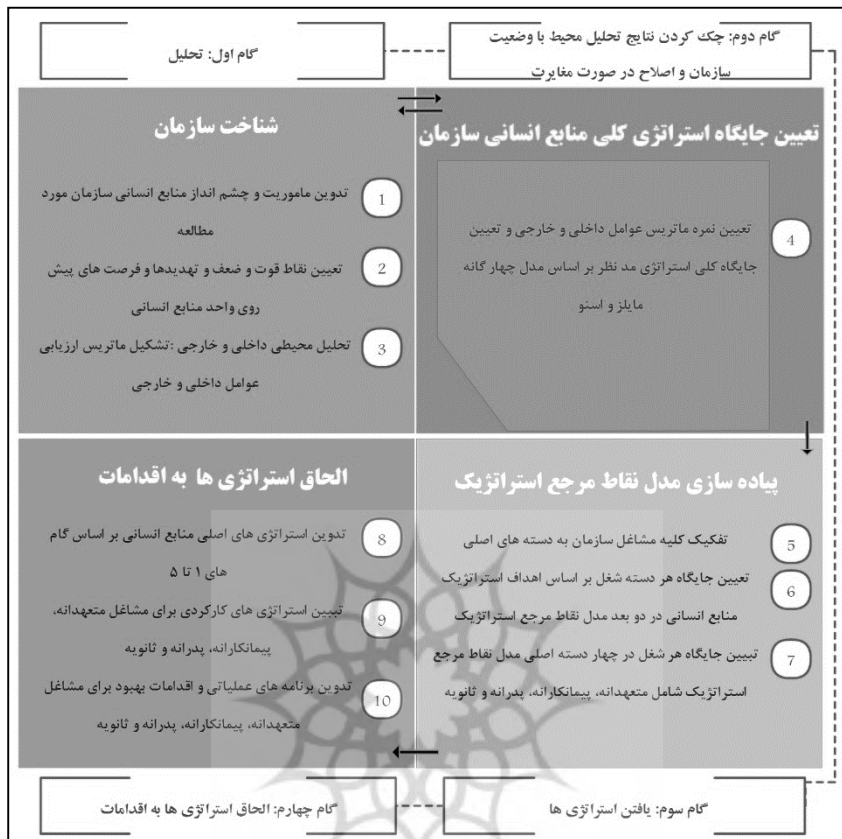 گام دوم: چک کردن نتایج تحلیل محیط با وضعیت
سازمان و اصلاح در صورت مغایرت
گام اول: تحلیل
شناخت سازمان
1
تدوین ماموریت و چشم انداز منابع انسانی سازمان مورد
مطالعه
2
تعیین نقاط قوت و ضعف و تهدیدها و فرصت های پیش
روی واحد منابع انسانی
3
تحلیل محیطی داخلی و خارجی :تشکیل ماتریس ارزیابی
عوامل داخلی و خارجی
تعیین جایگاه استراتژی کلی منابع انسانی سازمان
4
تعیین نمره ماتریس عوامل داخلی و خارجی و تعیین
جایگاه کلی استراتژی مد نظر بر اساس مدل چهار گانه
مایلز و اسنو
پیاده سازی مدل نقاط مرجع استراتژیک
5
تفکیک کلیه مشاغل سازمان به دسته های اصلی
6
تعیین جایگاه هر دسته شغل بر اساس اهداف استراتژیک
منابع انسانی در دو بعد مدل نقاط مرجع استراتژیک
7
تبیین جایگاه هر شغل در چهار دسته اصلی مدل نقاط مرجع
استراتژیک شامل متعهدانه، پیمانکارانه، پدرانه و ثانویه
الحاق استراتژی ها به اقدامات
8
تدوین استراتژی های اصلی منابع انسانی بر اساس گام
های ۱ تا ۵
9
تبیین استراتژی های کارکردی برای مشاغل متعهدانه،
پیمانکارانه، پدرانه و ثانویه
10
تدوین برنامه های عملیاتی و اقدامات بهبود برای مشاغل
متعهدانه، پیمانکارانه، پدرانه و ثانویه
گام سوم: یافتن استراتژی ها
گام چهارم: الحاق استراتژی ها به اقدامات